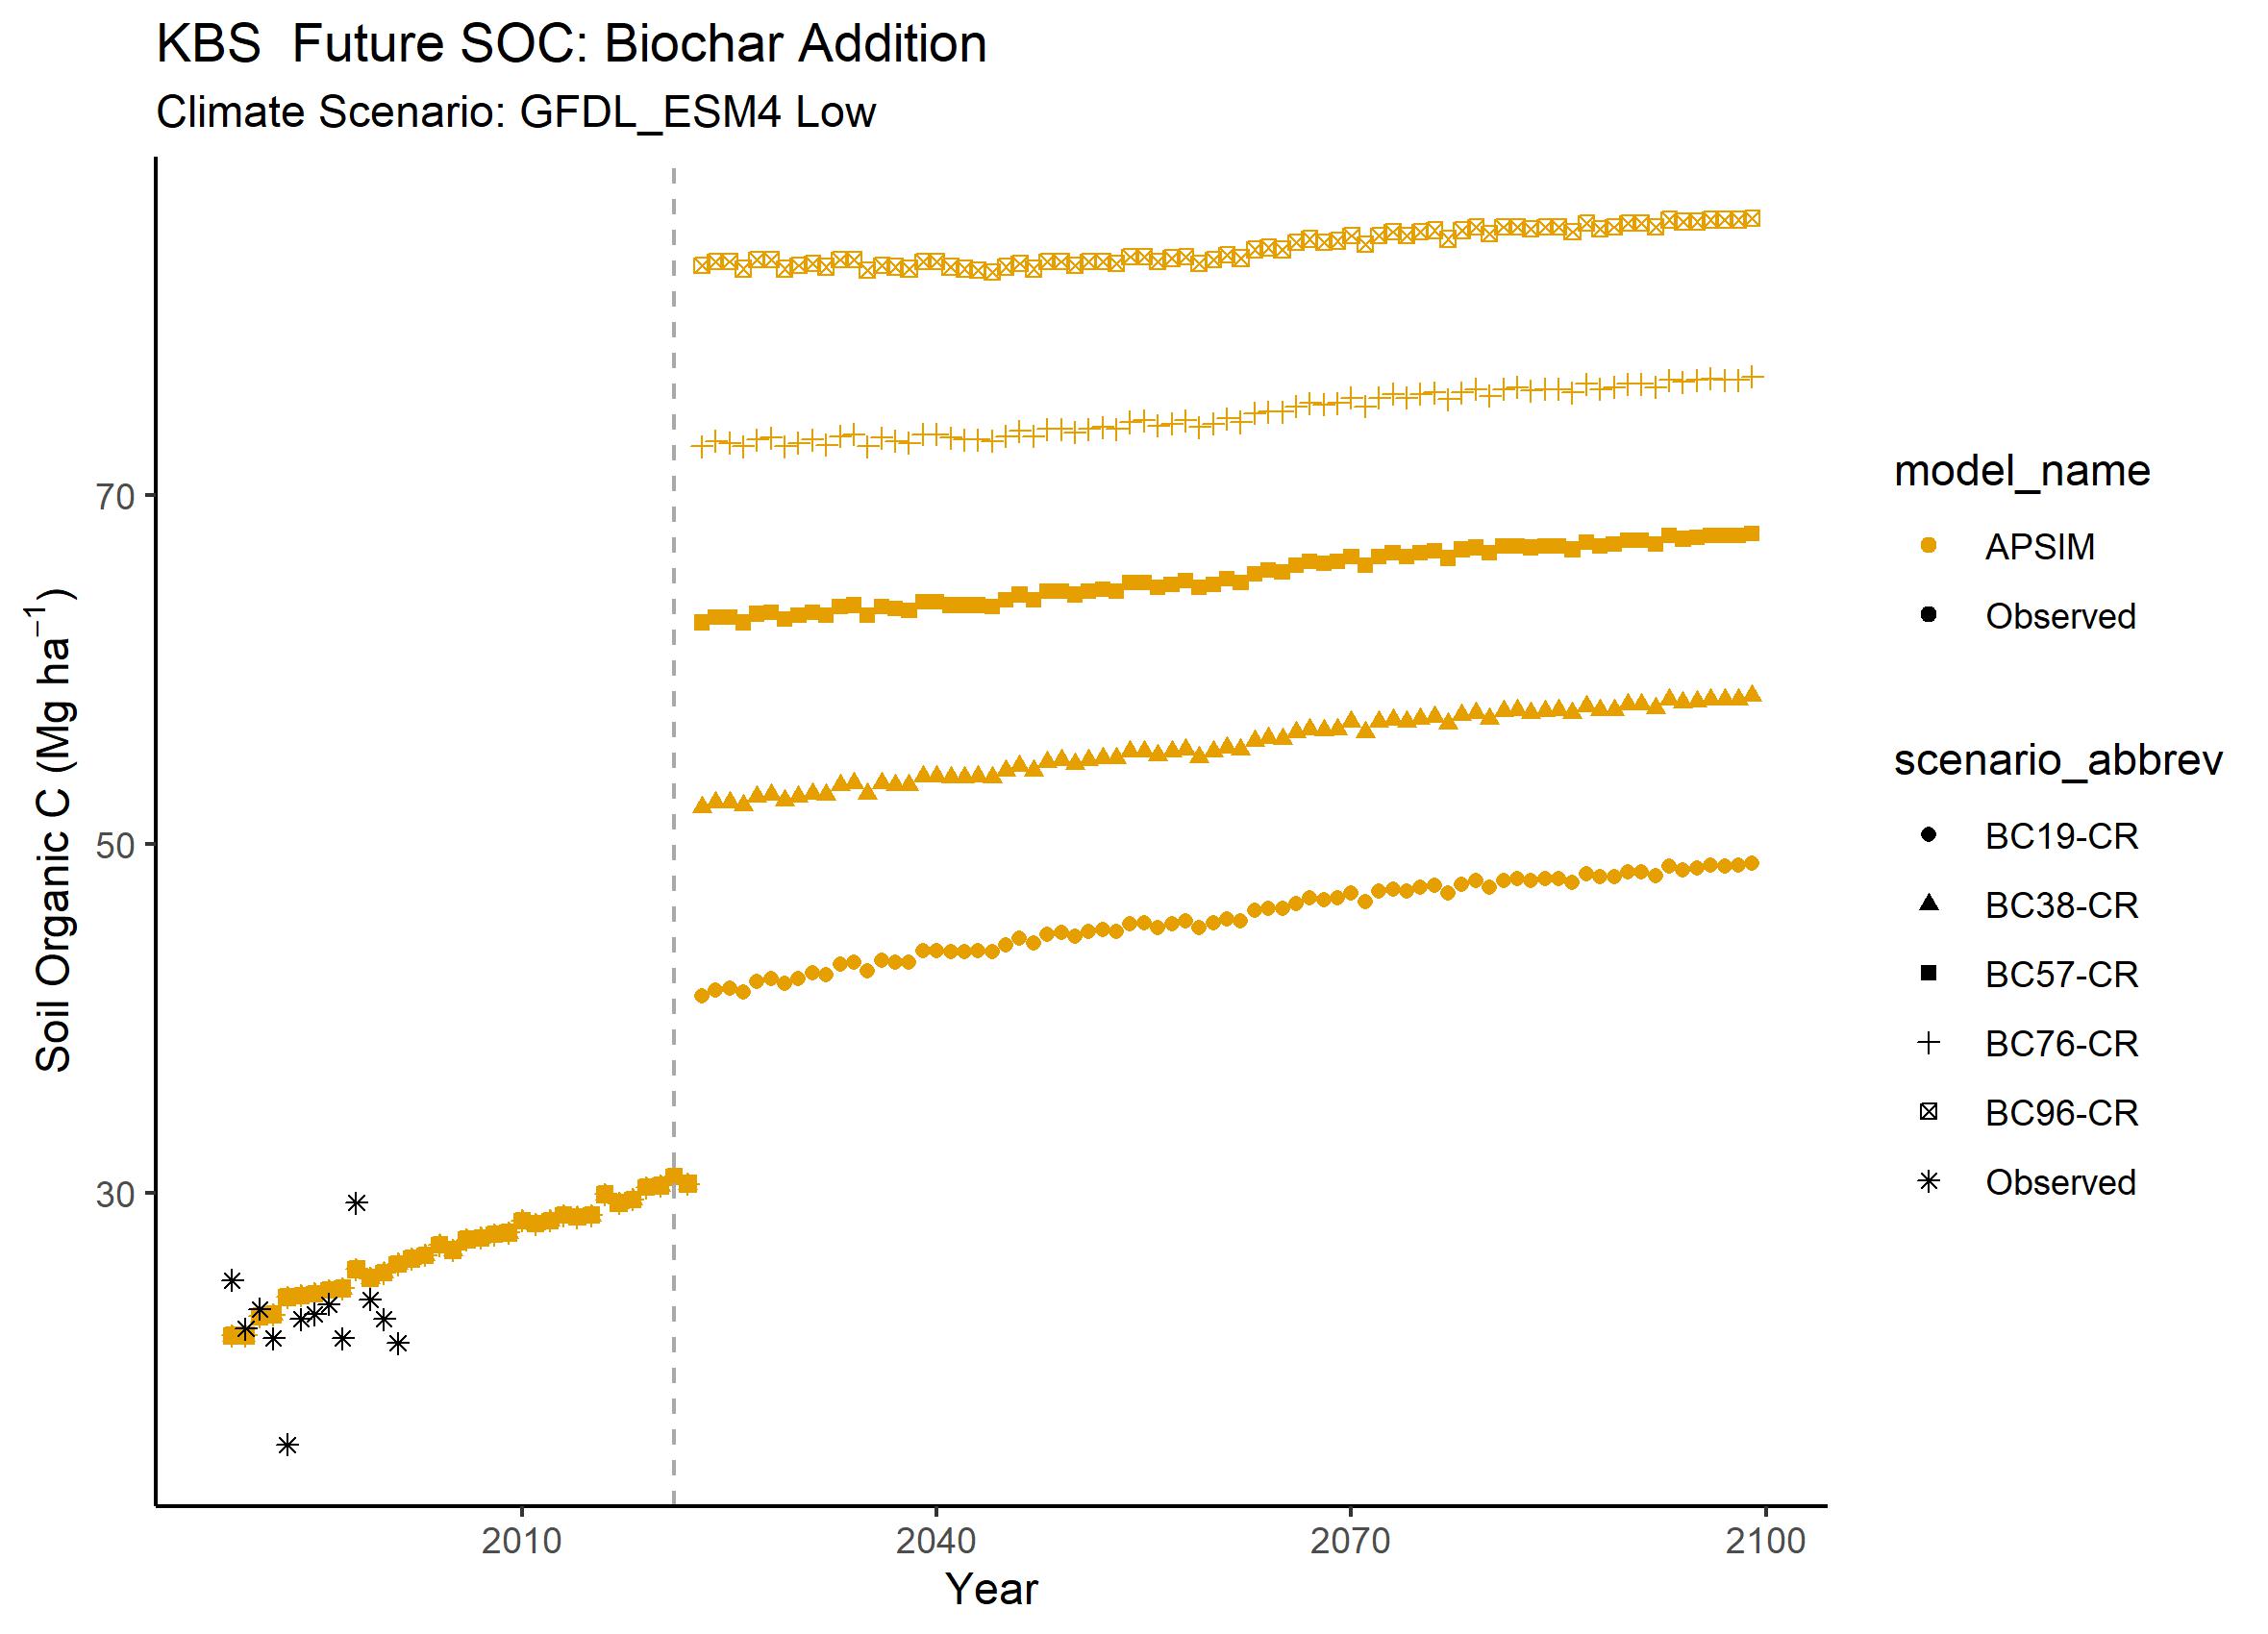 KBS  Future SOC: Biochar Addition
Climate Scenario: GFDL_ESM4 Low
Soil Organic C (Mg ha⁻¹)
70
50
30
2010
2040
2070
2100
Year
model_name
APSIM
Observed
scenario_abbrev
BC19-CR
BC38-CR
BC57-CR
BC76-CR
BC96-CR
Observed